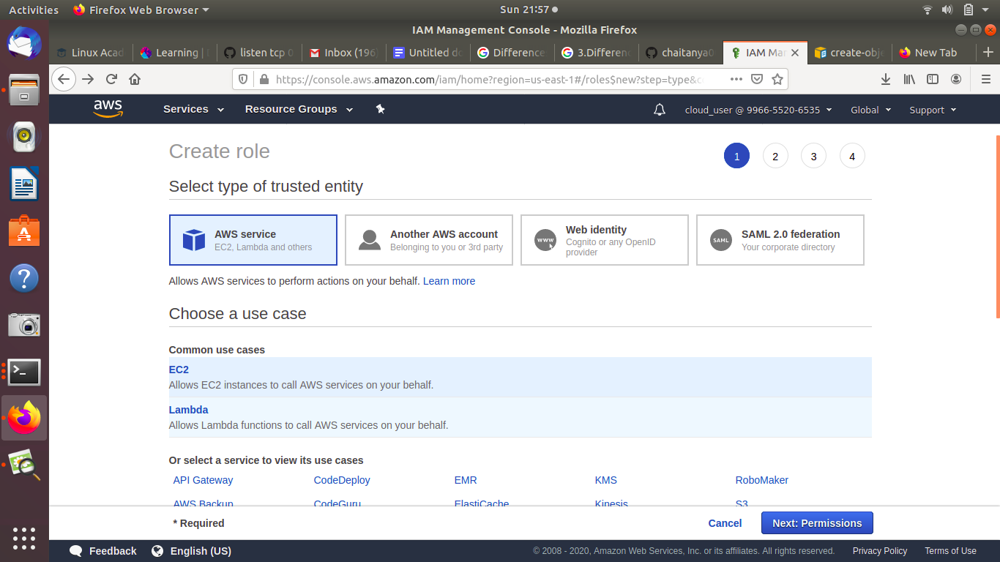 Activities Firefox Web Browser Sun 21:57
IAM Management Console - Mozilla Firefox
Linux Acad Learning | listen tcp 0 Inbox (196 Untitled do Difference 3.Differen chaitanya0 IAM Mar create-obje New Tab
https://console.aws.amazon.com/iam/home?region=us-east-1#/roles$new?step=type&c
aws Services Resource Groups cloud_user @ 9966-5520-6535 Global Support
Create role 1 2 3 4
Select type of trusted entity
AWS service
EC2, Lambda and others
Another AWS account
Belonging to you or 3rd party
www
Web identity
Cognito or any OpenID
provider
SAML
SAML 2.0 federation
Your corporate directory
Allows AWS services to perform actions on your behalf. Learn more
Choose a use case
Common use cases
EC2
Allows EC2 instances to call AWS services on your behalf.
Lambda
Allows Lambda functions to call AWS services on your behalf.
Or select a service to view its use cases
API Gateway CodeDeploy EMR KMS RoboMaker
AWS Backup CodeGuru ElastiCache Kinesis S3
* Required Cancel Next: Permissions
Feedback English (US) © 2008 - 2020, Amazon Web Services, Inc. or its affiliates. All rights reserved. Privacy Policy Terms of Use